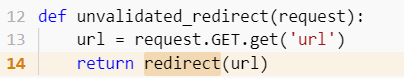 12 def unvalidated_redirect(request):
13     url = request.GET.get('url')
14     return redirect(url)